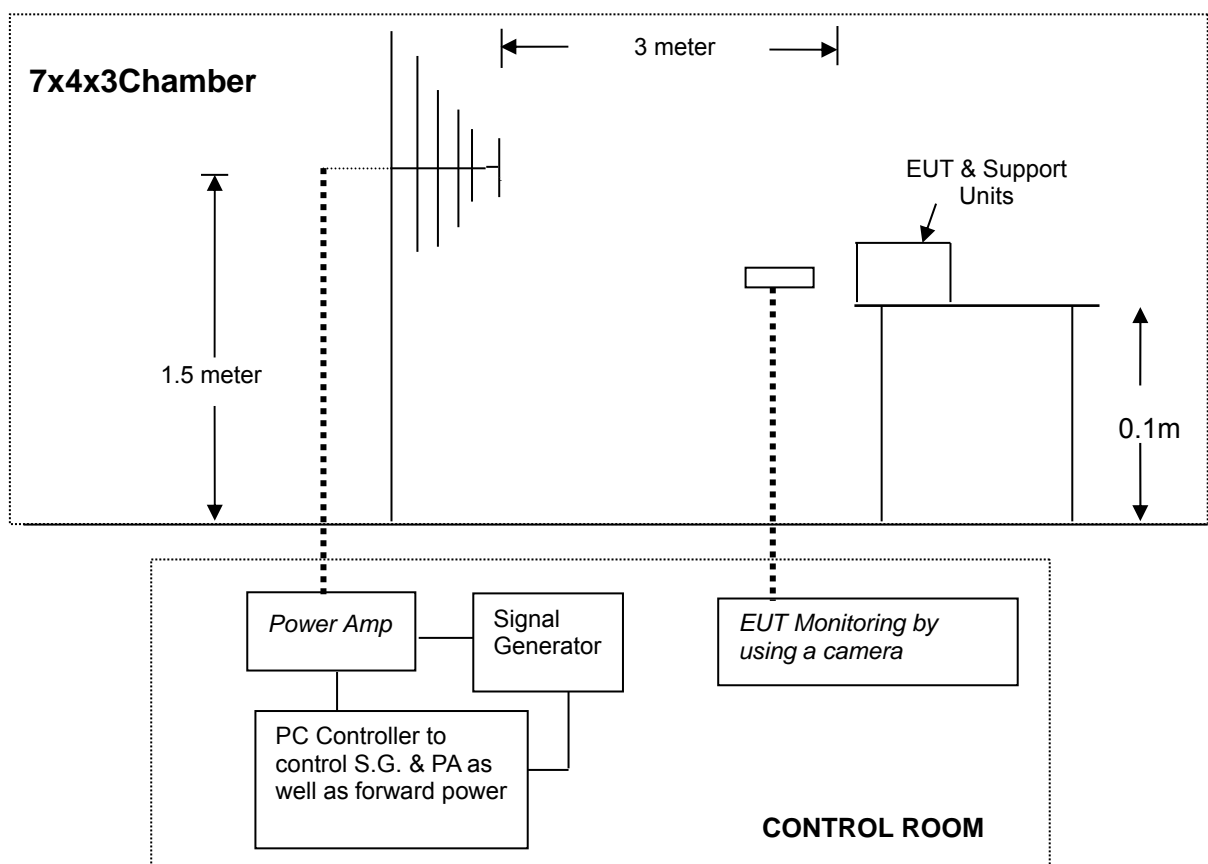 3 meter
7x4x3Chamber
EUT & Support
Units
1.5 meter
0.1m
Power Amp
Signal
Generator
EUT Monitoring by
using a camera
PC Controller to
control S.G. & PA as
well as forward power
CONTROL ROOM